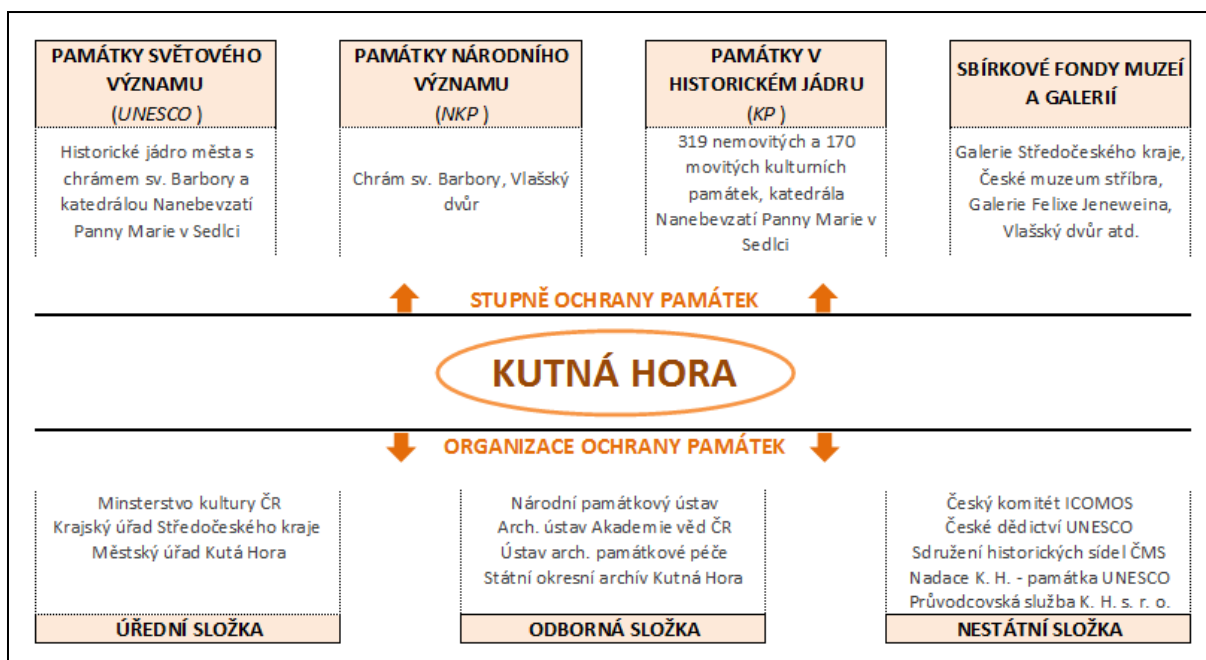 PAMÁTKY SVĚTOVÉHO
VÝZNAMU
(UNESCO )
Historické jádro města s
chrámem sv. Barbory a
katedrálou Nanebevzatí
Panny Marie v Sedlci
PAMÁTKY NÁRODNÍHO
VÝZNAMU
(NKP )
Chrám sv. Barbory, Vlašský
dvůr
PAMÁTKY V
HISTORICKÉM JÁDRU
(KP )
319 nemovitých a 170
movitých kulturních
památek, katedrála
Nanebevzatí Panny Marie v
Sedlci
SBÍRKOVÉ FONDY MUZEÍ
A GALERIÍ
Galerie Středočeského kraje,
České muzeum stříbra,
Galerie Felixe Jeneweina,
Vlašský dvůr atd.
STUPNĚ OCHRANY PAMÁTEK
KUTNÁ HORA
ORGANIZACE OCHRANY PAMÁTEK
Minsterstvo kultury ČR
Krajský úřad Středočeského kraje
Městský úřad Kutá Hora
ÚŘEDNÍ SLOŽKA
Národní památkový ústav
Arch. ústav Akademie věd ČR
Ústav arch. památkové péče
Státní okresní archív Kutná Hora
ODBORNÁ SLOŽKA
Český komitét ICOMOS
České dědictví UNESCO
Sdružení historických sídel ČMS
Nadace K. H. - památka UNESCO
Průvodcovská služba K. H. s. r. o.
NESTÁTNÍ SLOŽKA